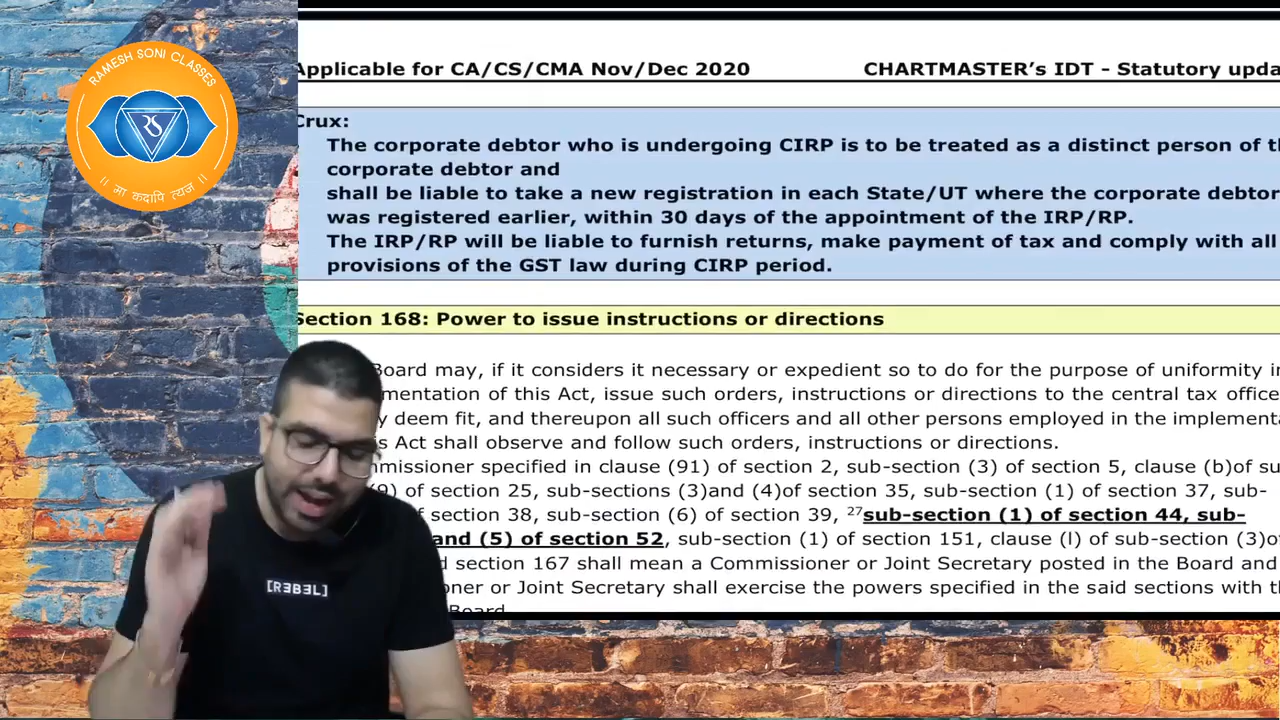 RAMESH SONI CLASSES
॥ मा कदापि त्यज ॥
Applicable for CA/CS/CMA Nov/Dec 2020 CHARTMASTER’s IDT - Statutory upda
Crux:
The corporate debtor who is undergoing CIRP is to be treated as a distinct person of th
corporate debtor and
shall be liable to take a new registration in each State/UT where the corporate debtor
was registered earlier, within 30 days of the appointment of the IRP/RP.
The IRP/RP will be liable to furnish returns, make payment of tax and comply with all
provisions of the GST law during CIRP period.
Section 168: Power to issue instructions or directions
Board may, if it considers it necessary or expedient so to do for the purpose of uniformity in
mentation of this Act, issue such orders, instructions or directions to the central tax office
y deem fit, and thereupon all such officers and all other persons employed in the implementa
s Act shall observe and follow such orders, instructions or directions.
mmissioner specified in clause (91) of section 2, sub-section (3) of section 5, clause (b)of su
(9) of section 25, sub-sections (3)and (4)of section 35, sub-section (1) of section 37, sub-
of section 38, sub-section (6) of section 39, 27sub-section (1) of section 44, sub-
and (5) of section 52, sub-section (1) of section 151, clause (l) of sub-section (3)of
d section 167 shall mean a Commissioner or Joint Secretary posted in the Board and
oner or Joint Secretary shall exercise the powers specified in the said sections with th
Board.
[REBEL]